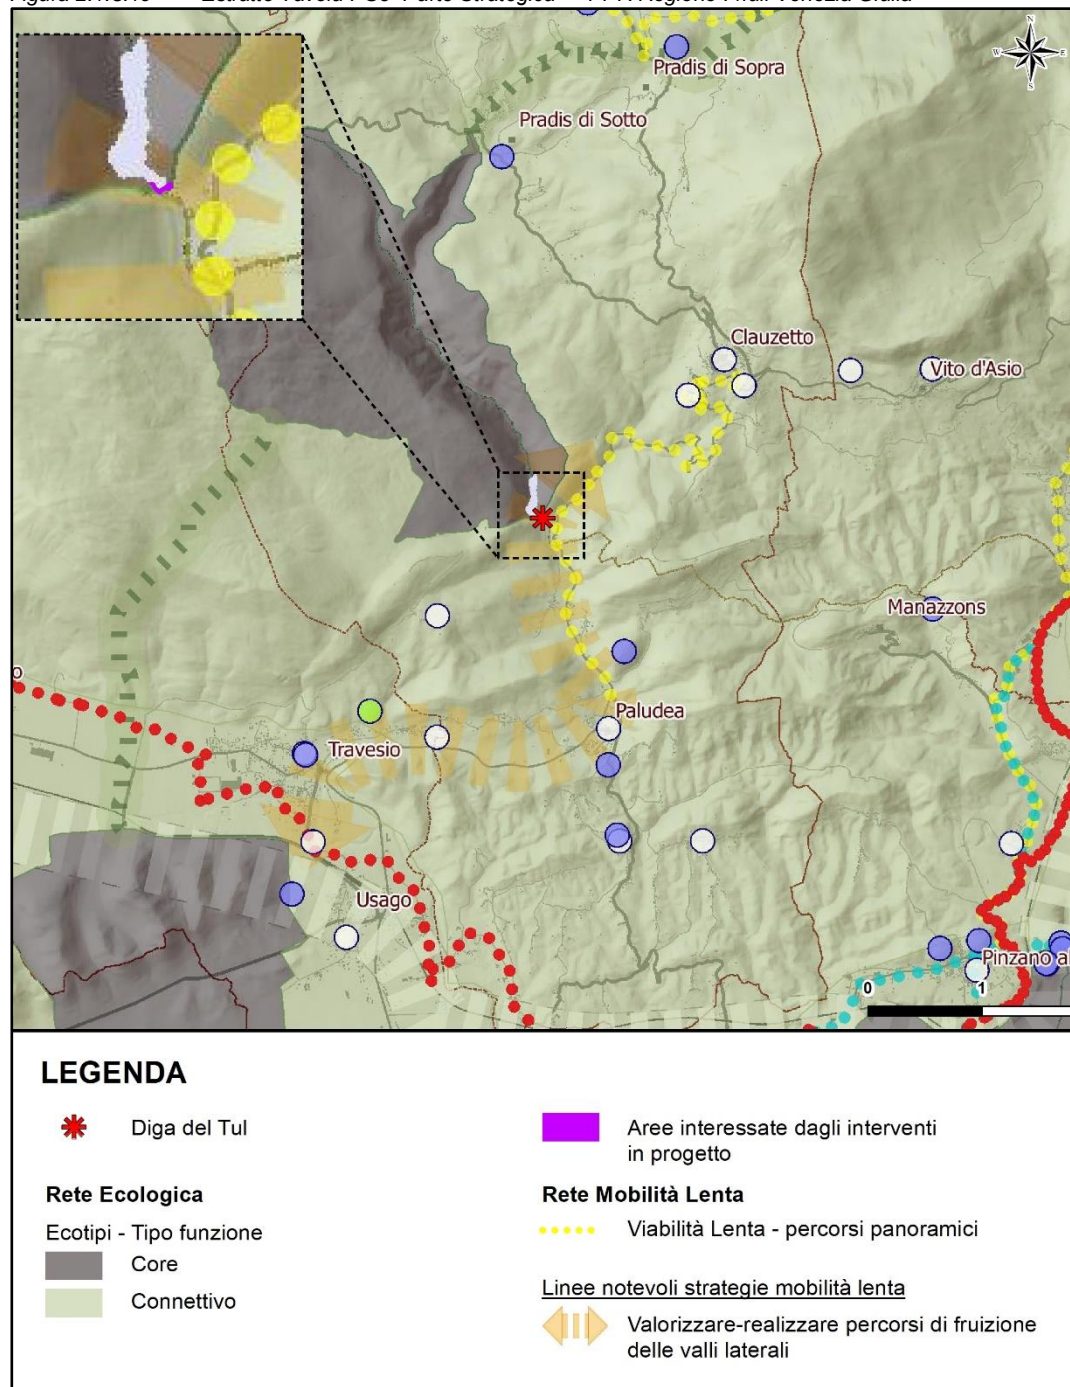 N
W E
S
Pradis di Sopra
Pradis di Sotto
Clauzetto
Vito d'Asio
Manazzons
o
Paludea
Travesio
Usago
Pinzano al
0 1
LEGENDA
Diga del Tul
Aree interessate dagli interventi
in progetto
Rete Ecologica
Rete Mobilità Lenta
Ecotipi - Tipo funzione
Viabilità Lenta - percorsi panoramici
Core
Connettivo
Linee notevoli strategie mobilità lenta
Valorizzare-realizzare percorsi di fruizione
delle valli laterali